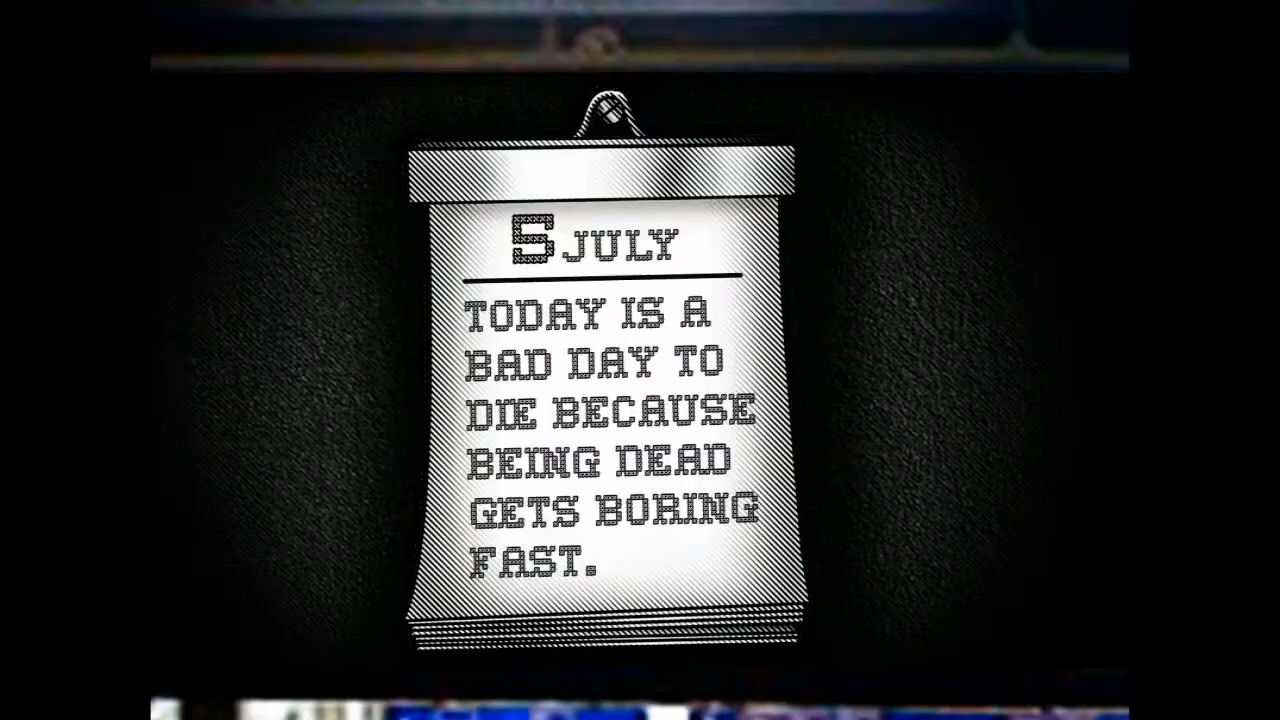 5 JULY
TODAY IS A
BAD DAY TO
DIE BECAUSE
BEING DEAD
GETS BORING
FAST.